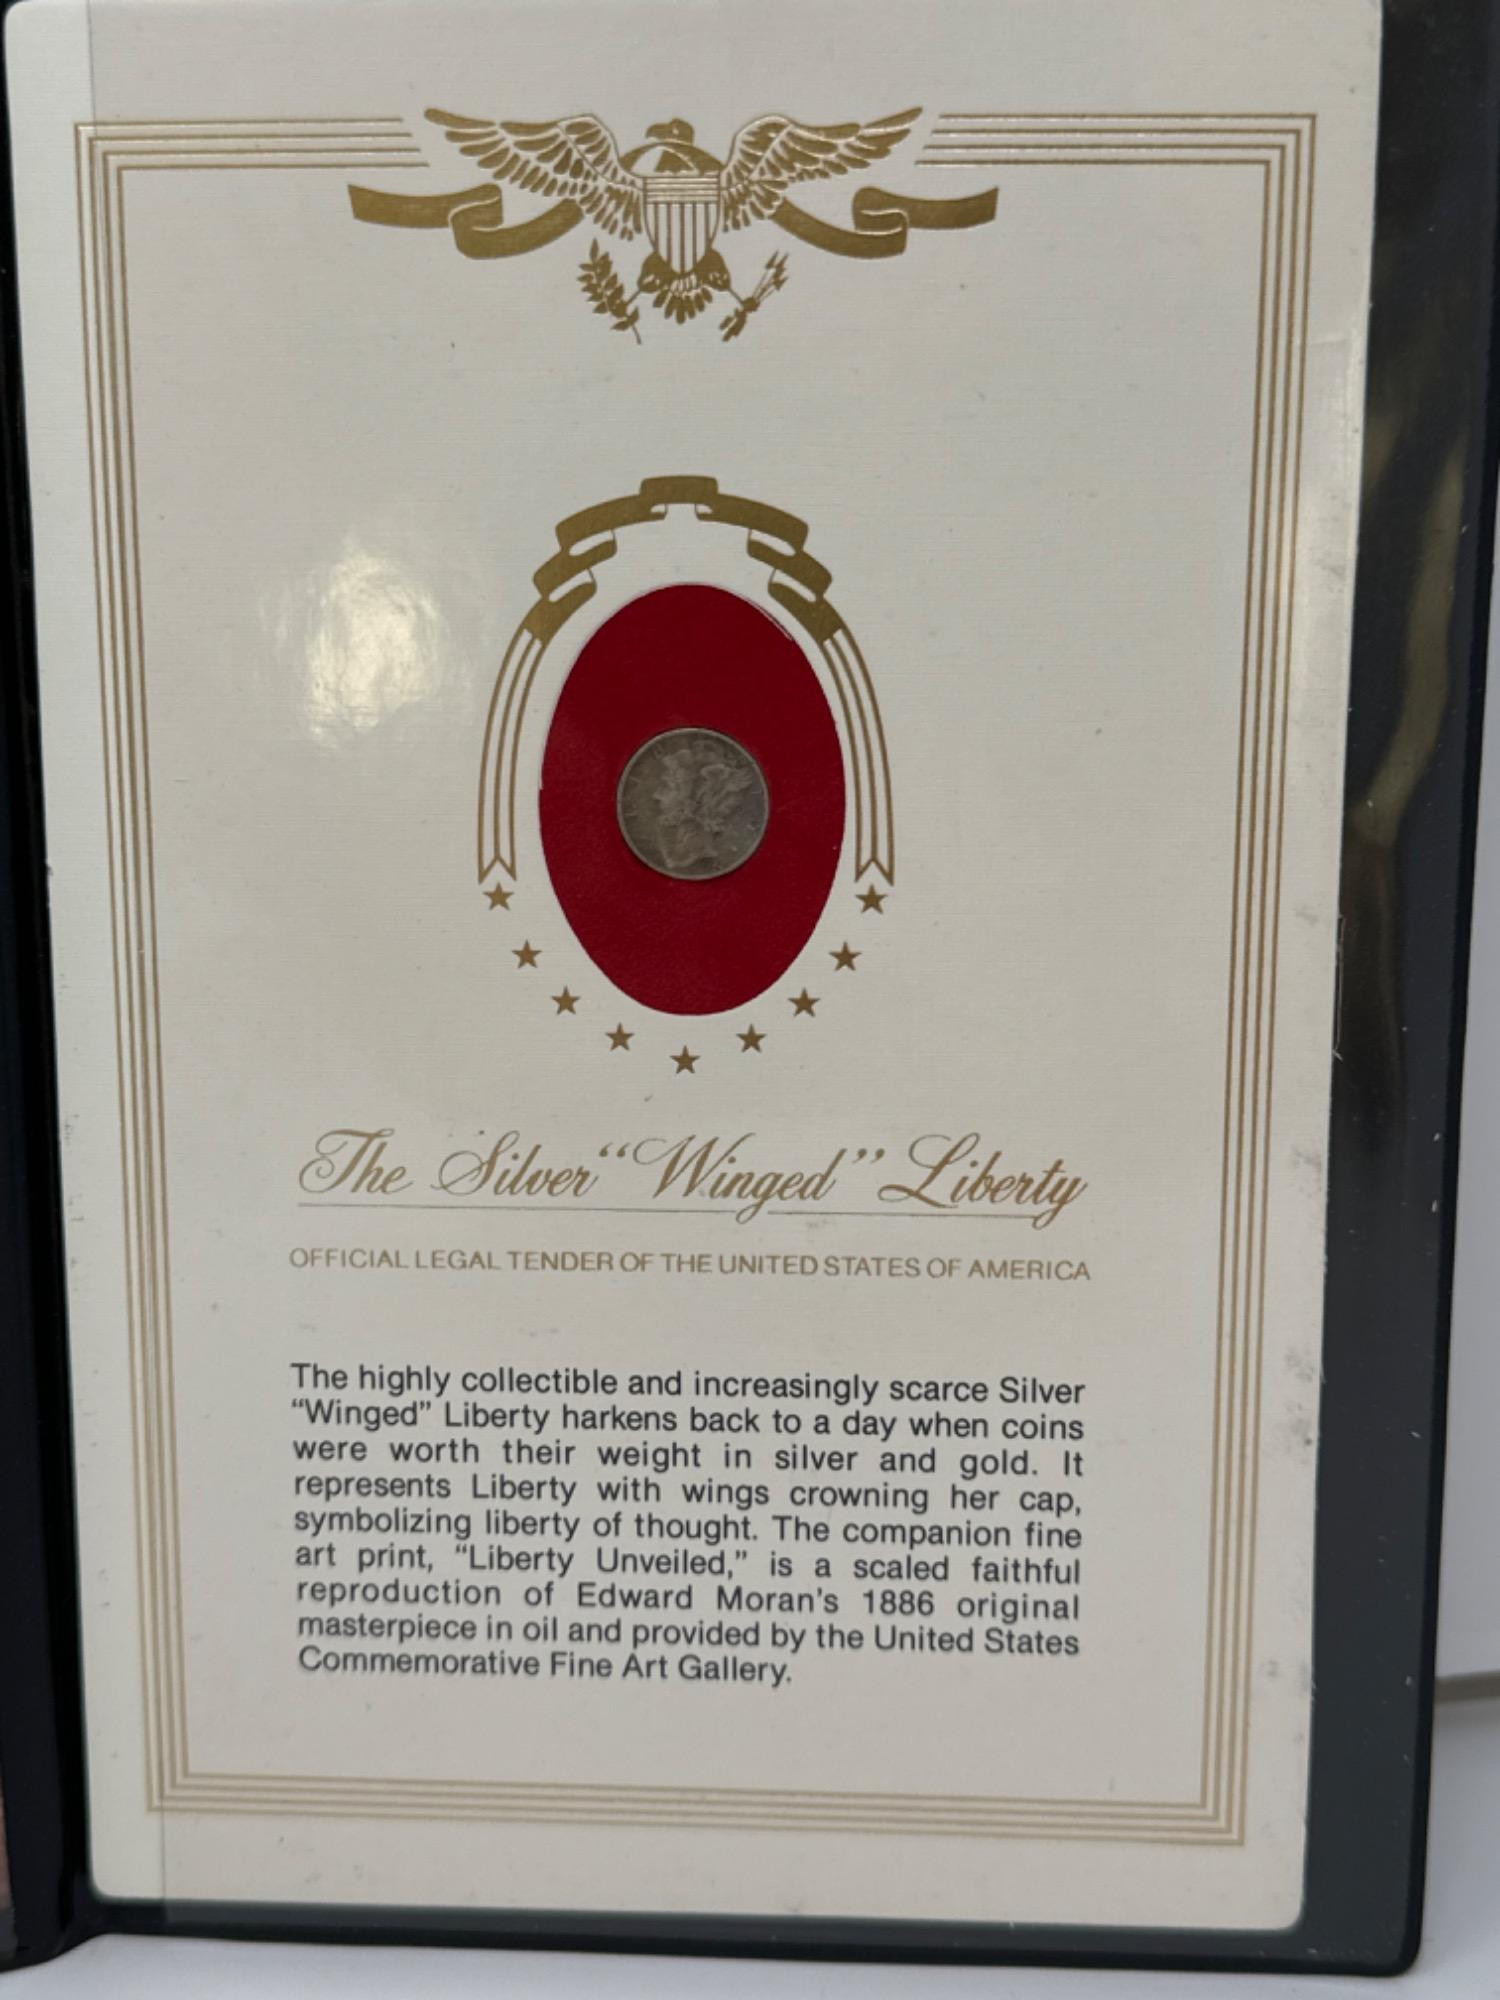 The Silver “Winged” Liberty
OFFICIAL LEGAL TENDER OF THE UNITED STATES OF AMERICA
The highly collectible and increasingly scarce Silver
“Winged” Liberty harkens back to a day when coins
were worth their weight in silver and gold. It
represents Liberty with wings crowning her cap,
symbolizing liberty of thought. The companion fine
art print, “Liberty Unveiled,” is a scaled faithful
reproduction of Edward Moran’s 1886 original
masterpiece in oil and provided by the United States
Commemorative Fine Art Gallery.